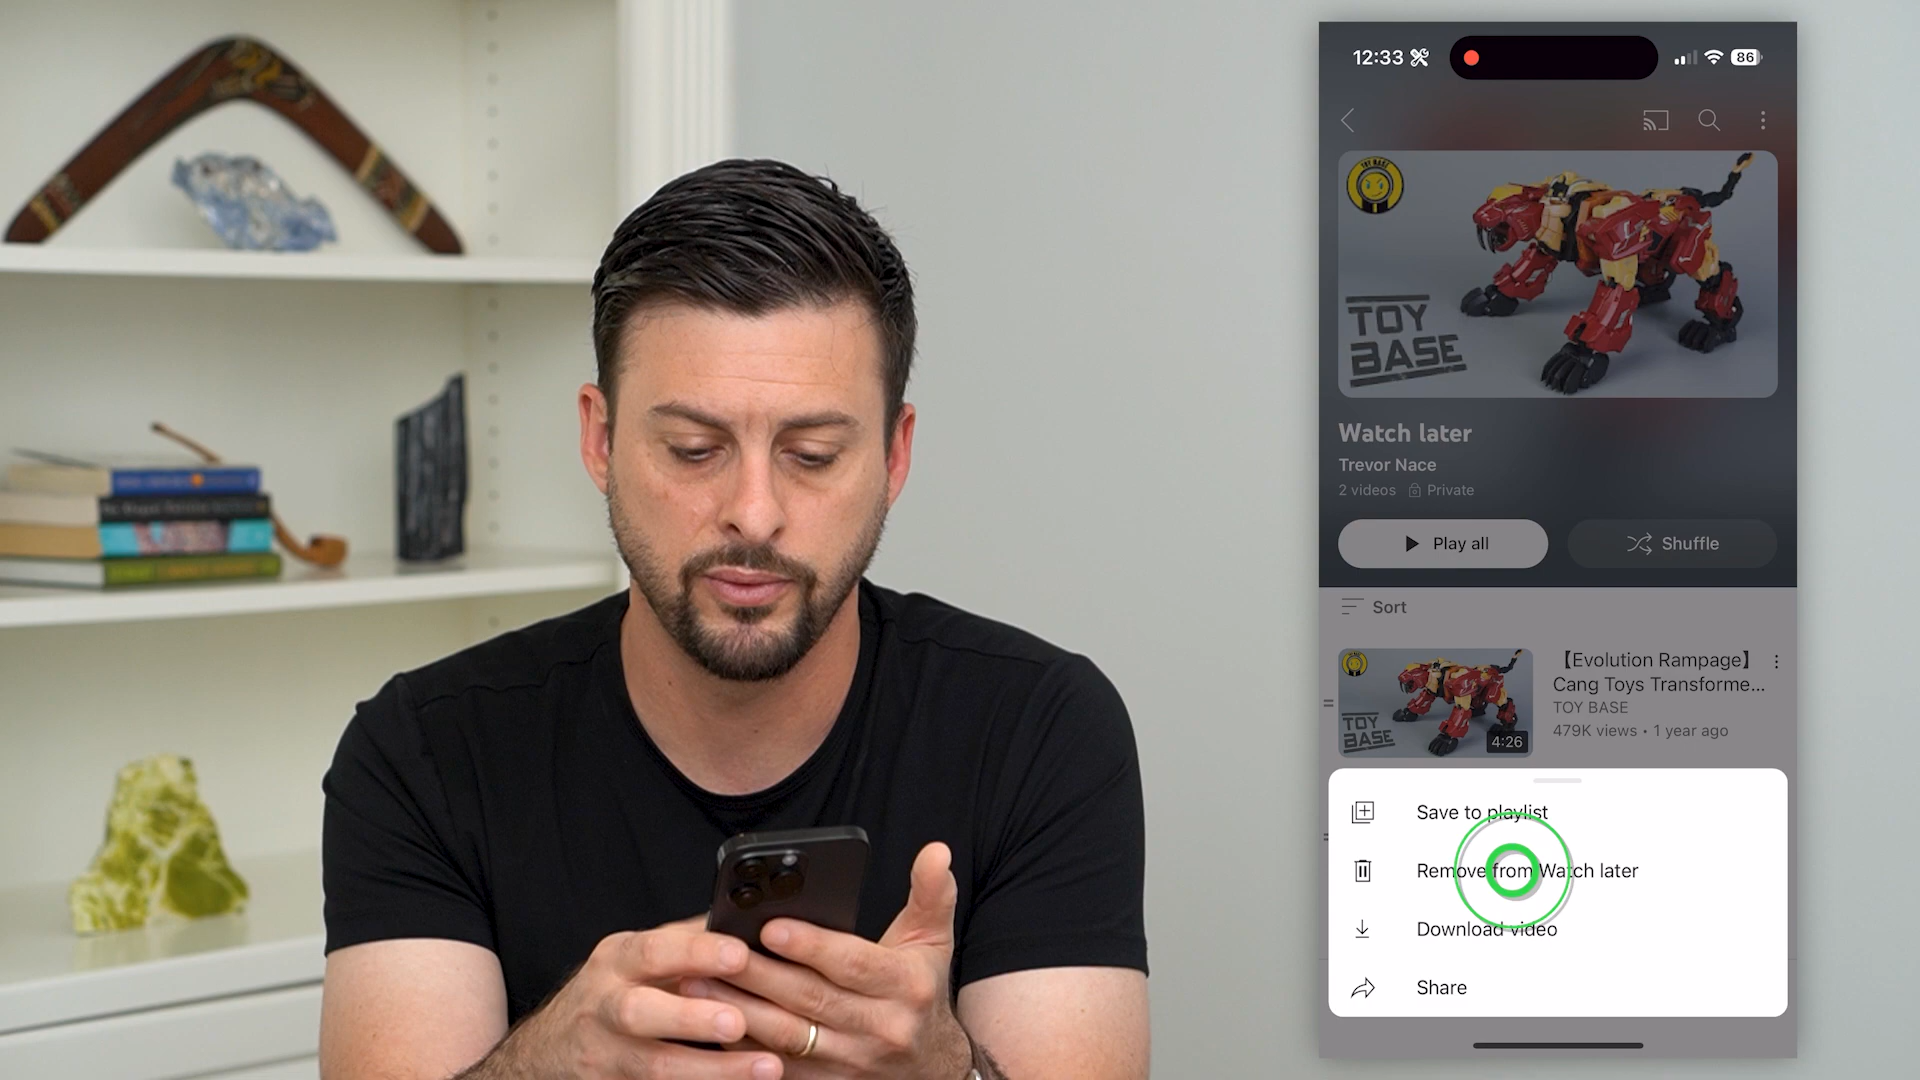 12:33
86
TOY BASE
TOY
BASE
Watch later
Trevor Nace
2 videos Private
Play all
Shuffle
Sort
【Evolution Rampage】
Cang Toys Transforme...
TOY BASE
479K views • 1 year ago
TOY
BASE
4:26
Save to playlist
Remove from Watch later
Download video
Share